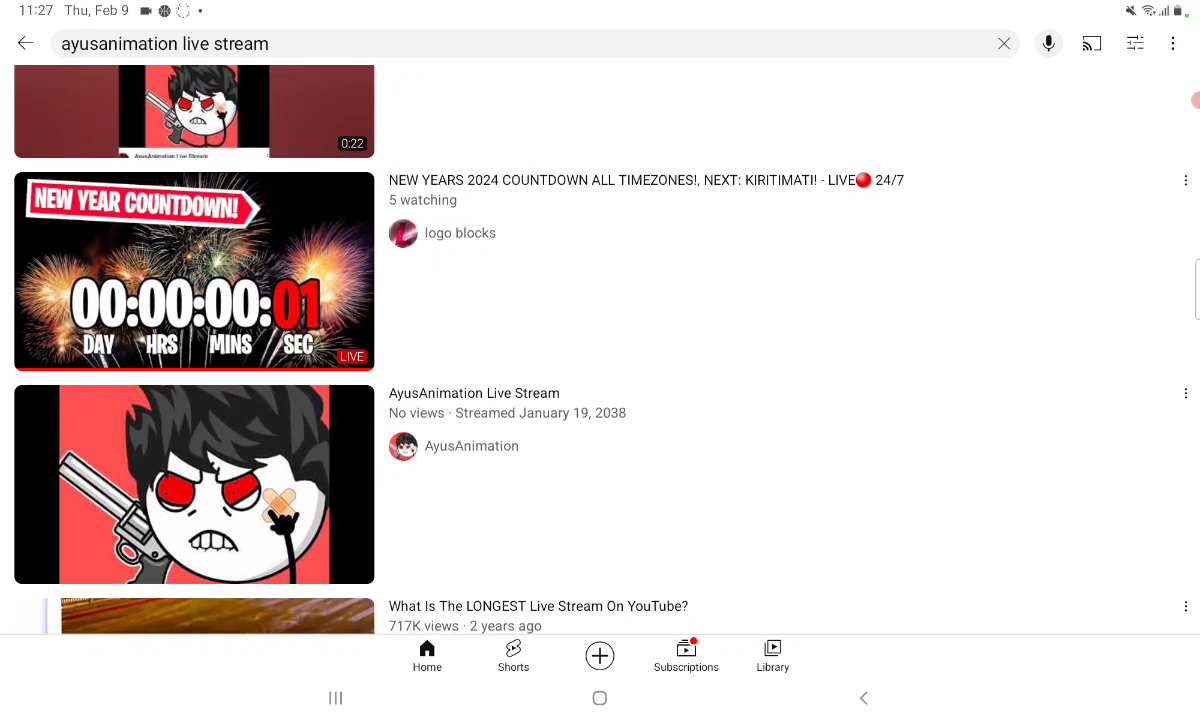 11:27 Thu, Feb 9
ayusanimation live stream
AyusAnimation Live Stream
0:22
NEW YEAR COUNTDOWN!
00:00:00:01
DAY HRS MINS SEC
LIVE
NEW YEARS 2024 COUNTDOWN ALL TIMEZONES!, NEXT: KIRITIMATI! - LIVE🔴 24/7
5 watching
logo blocks
AyusAnimation Live Stream
No views · Streamed January 19, 2038
AyusAnimation
What Is The LONGEST Live Stream On YouTube?
717K views · 2 years ago
Home
Shorts
Subscriptions
Library